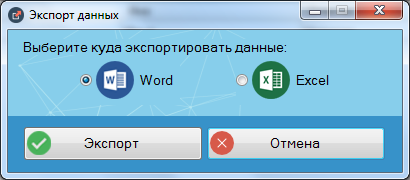 Экспорт данных
Выберите куда экспортировать данные:
Word Excel
Экспорт Отмена